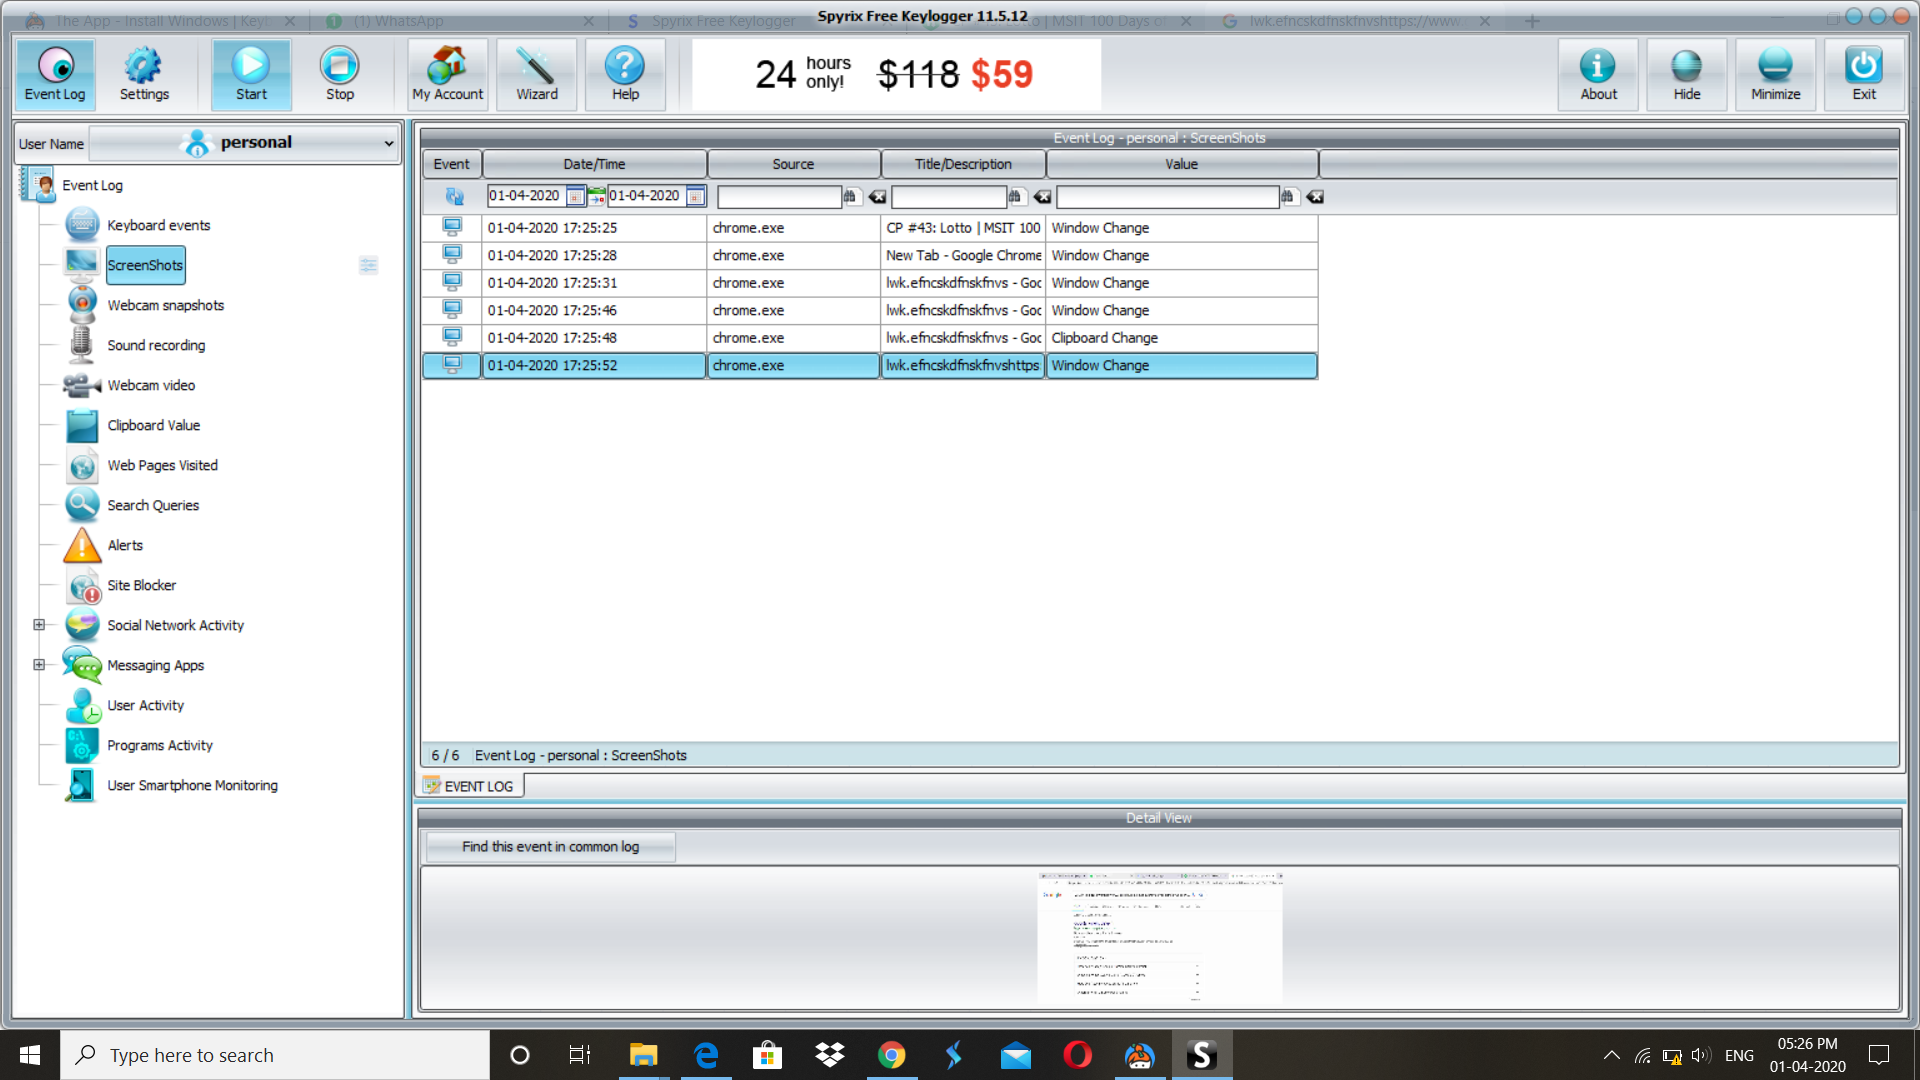 The App - Install Windows | Key
(1) WhatsApp
Spyrix Free Keylogger
| MSIT 100 Days
lwk.efncskdfnskfnvshttps://www.
Spyrix Free Keylogger 11.5.12
Event Log
Settings
Start
Stop
My Account
Wizard
Help
24 hours only! $118 $59
About
Hide
Minimize
Exit
User Name
personal
Event Log
Keyboard events
ScreenShots
Webcam snapshots
Sound recording
Webcam video
Clipboard Value
Web Pages Visited
Search Queries
Alerts
Site Blocker
Social Network Activity
Messaging Apps
User Activity
Programs Activity
User Smartphone Monitoring
Event Log - personal : ScreenShots
Event Date/Time Source Title/Description Value
01-04-2020 01-04-2020
01-04-2020 17:25:25 chrome.exe CP #43: Lotto | MSIT 100 Window Change
01-04-2020 17:25:28 chrome.exe New Tab - Google Chrome Window Change
01-04-2020 17:25:31 chrome.exe lwk.efncskdfnskfnvs - Goo Window Change
01-04-2020 17:25:46 chrome.exe lwk.efncskdfnskfnvs - Goo Window Change
01-04-2020 17:25:48 chrome.exe lwk.efncskdfnskfnvs - Goo Clipboard Change
01-04-2020 17:25:52 chrome.exe lwk.efncskdfnskfnvshttps Window Change
6 / 6 Event Log - personal : ScreenShots
EVENT LOG
Detail View
Find this event in common log
Type here to search
ENG
05:26 PM
01-04-2020